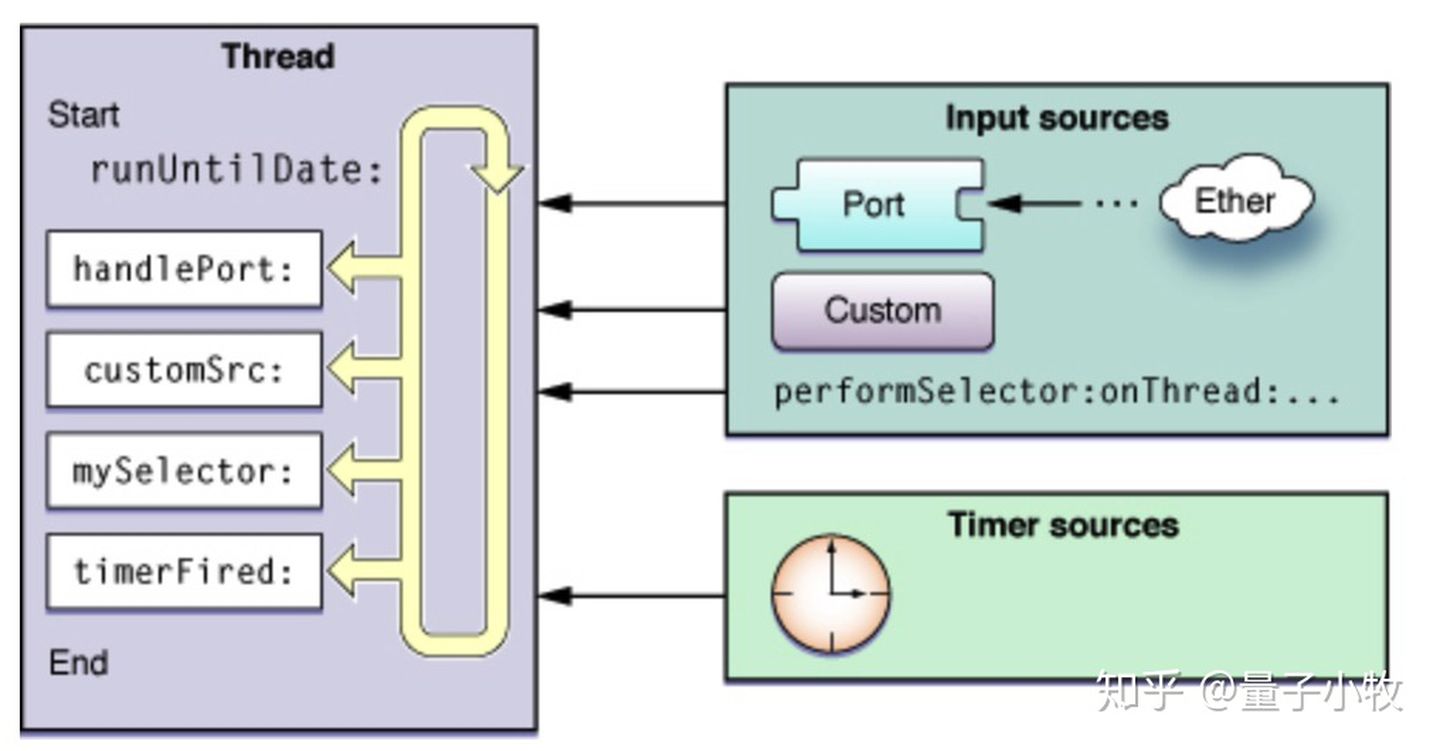 Thread
Start
runUntilDate:
handlePort:
customSrc:
mySelector:
timerFired:
End
Input sources
Port
...
Ether
Custom
performSelector:onThread:...
Timer sources
知乎 @量子小牧